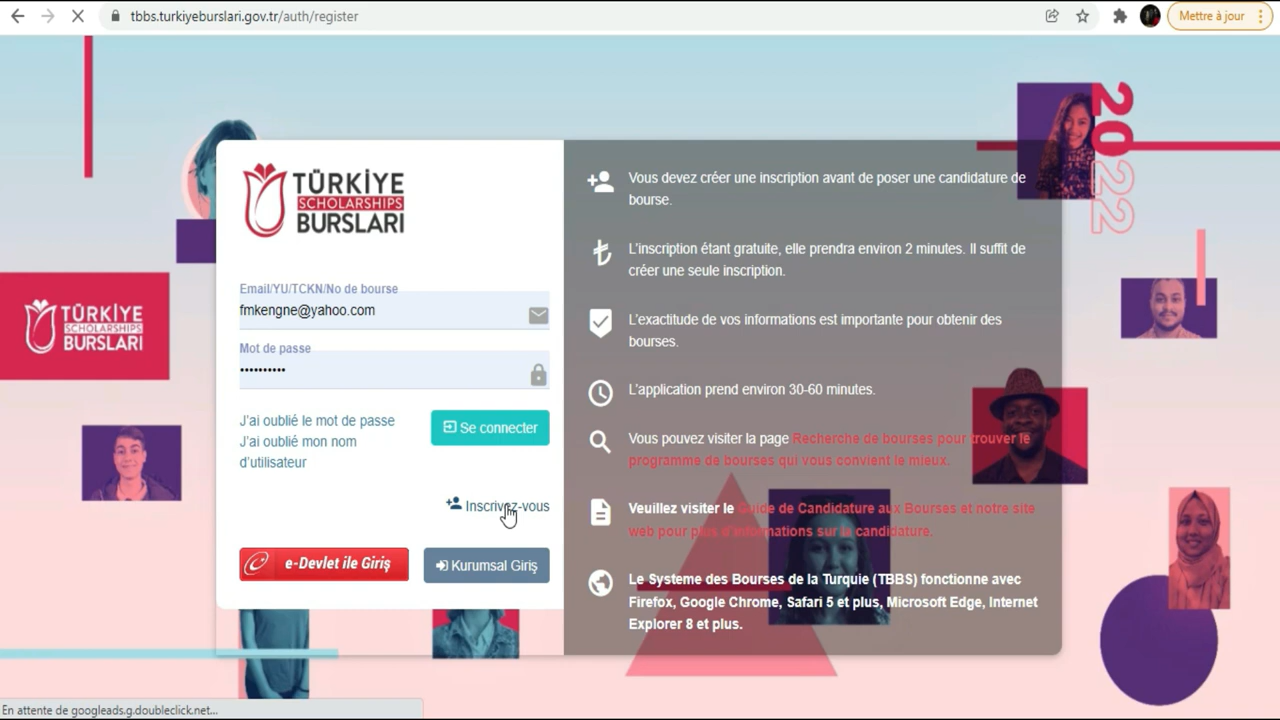 tbbs.turkiyeburslari.gov.tr/auth/register
Mettre à jour
2022
TÜRKİYE
SCHOLARSHIPS
BURSLARI
TÜRKİYE
SCHOLARSHIPS
BURSLARI
Email/YU/TCKN/No de bourse
fmkengne@yahoo.com
Mot de passe
••••••••••
J'ai oublié le mot de passe
J'ai oublié mon nom
d'utilisateur
Se connecter
Inscrivez-vous
e-Devlet ile Giriş
Kurumsal Giriş
Vous devez créer une inscription avant de poser une candidature de
bourse.
L'inscription étant gratuite, elle prendra environ 2 minutes. Il suffit de
créer une seule inscription.
L'exactitude de vos informations est importante pour obtenir des
bourses.
L'application prend environ 30-60 minutes.
Vous pouvez visiter la page Recherche de bourses pour trouver le
programme de bourses qui vous convient le mieux.
Veuillez visiter le Guide de Candidature aux Bourses et notre site
web pour plus d'informations sur la candidature.
Le Systeme des Bourses de la Turquie (TBBS) fonctionne avec
Firefox, Google Chrome, Safari 5 et plus, Microsoft Edge, Internet
Explorer 8 et plus.
En attente de googleads.g.doubleclick.net...